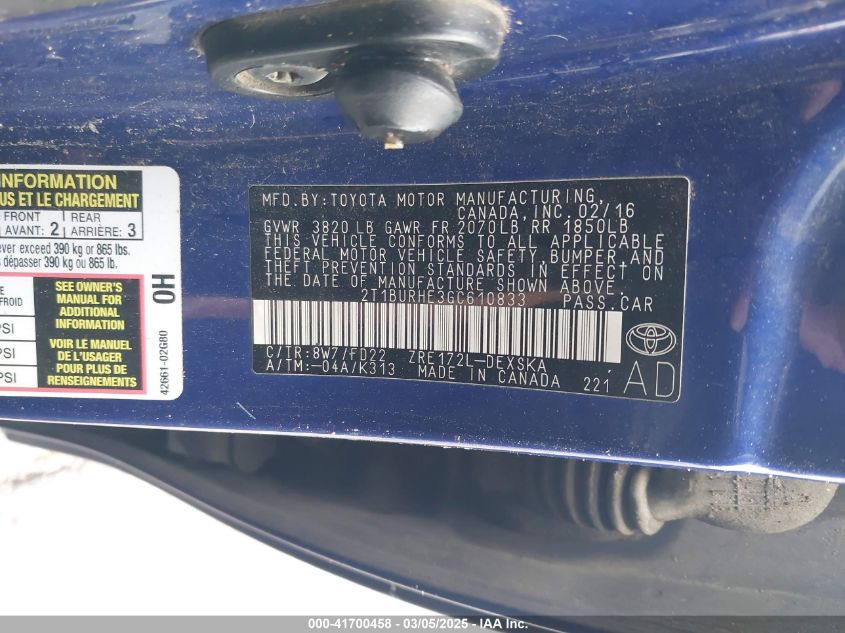 INFORMATION
US ET LE CHARGEMENT
FRONT
AVANT: 2
REAR
ARRIÈRE: 3
ever exceed 390 kg or 865 lbs.
s dépasser 390 kg ou 865 lb.
E
FROID
PSI
PSI
PSI
SEE OWNER'S
MANUAL FOR
ADDITIONAL
INFORMATION
VOIR LE MANUEL
DE L'USAGER
POUR PLUS DE
RENSEIGNEMENTS
OH
42661-02G80
MFD. BY: TOYOTA MOTOR MANUFACTURING,
CANADA, INC. 02/16
GVWR 3820 LB GAWR FR 2070LB RR 1850LB
THIS VEHICLE CONFORMS TO ALL APPLICABLE
FEDERAL MOTOR VEHICLE SAFETY, BUMPER, AND
THEFT PREVENTION STANDARDS IN EFFECT ON
THE DATE OF MANUFACTURE SHOWN ABOVE.
2T1BURHE3GC610833 PASS.CAR
C/TR: 8W7/FD22 ZRE172L-DEXSKA
A/TM: -04A/K313 MADE IN CANADA 221
AD
000-41700458 - 03/05/2025 - IAA Inc.